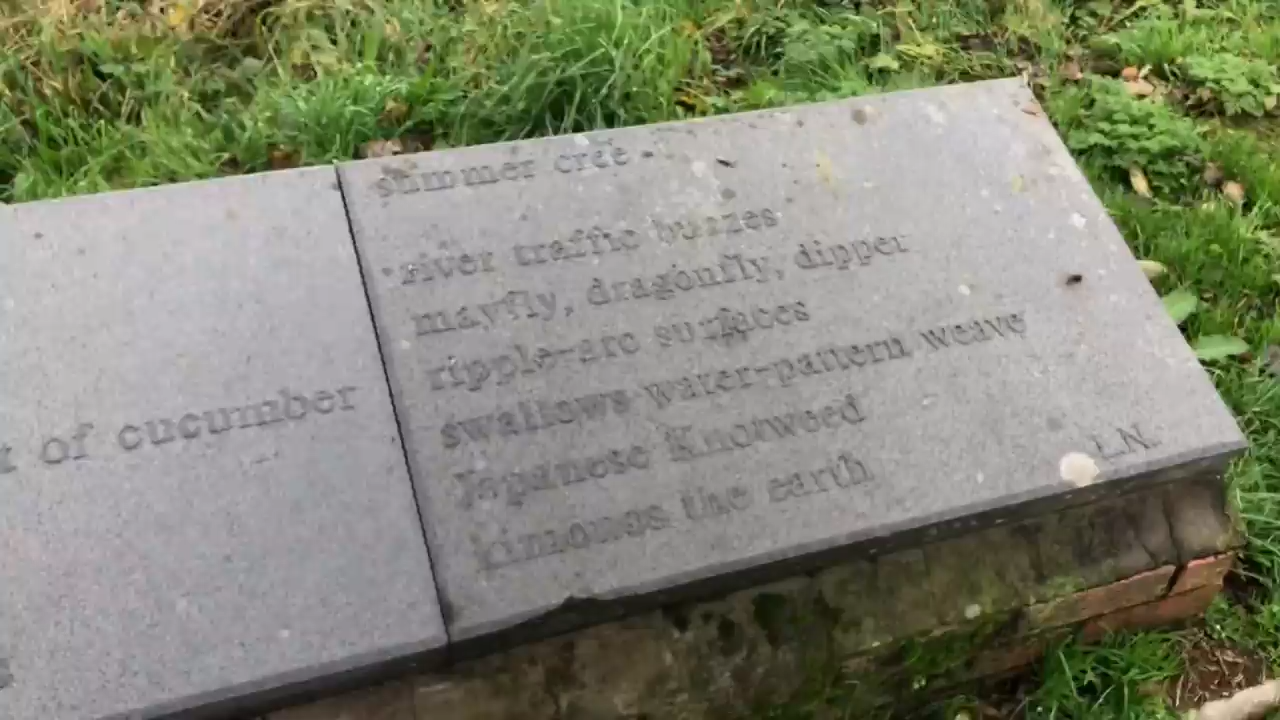 of cucumber
summer cree
river traffic buzzes
mayfly, dragonfly, dipper
ripple-arc surfaces
swallows water-pattern weave
Japanese Knotweed
kimonos the earth
L.N.